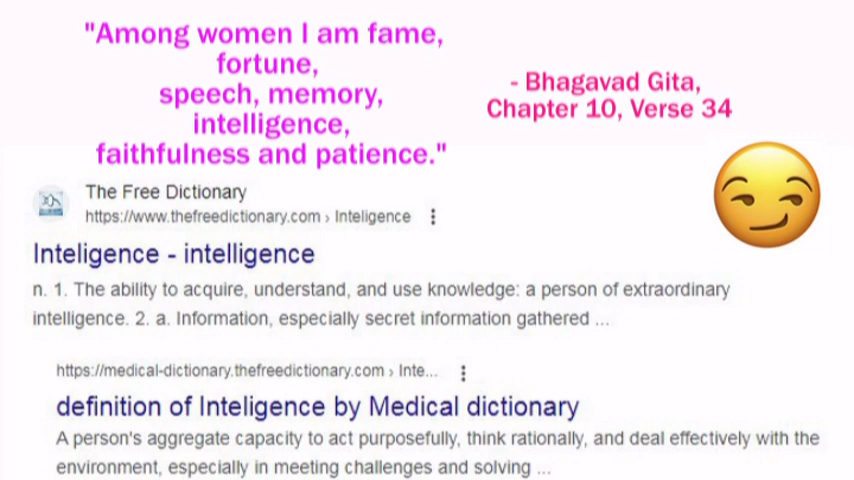 "Among women I am fame,
fortune,
speech, memory,
intelligence,
faithfulness and patience."
- Bhagavad Gita,
Chapter 10, Verse 34
The Free Dictionary
https://www.thefreedictionary.com › Inteligence
Inteligence - intelligence
n. 1. The ability to acquire, understand, and use knowledge: a person of extraordinary
intelligence. 2. a. Information, especially secret information gathered ...
https://medical-dictionary.thefreedictionary.com › Inte...
definition of Inteligence by Medical dictionary
A person's aggregate capacity to act purposefully, think rationally, and deal effectively with the
environment, especially in meeting challenges and solving ...